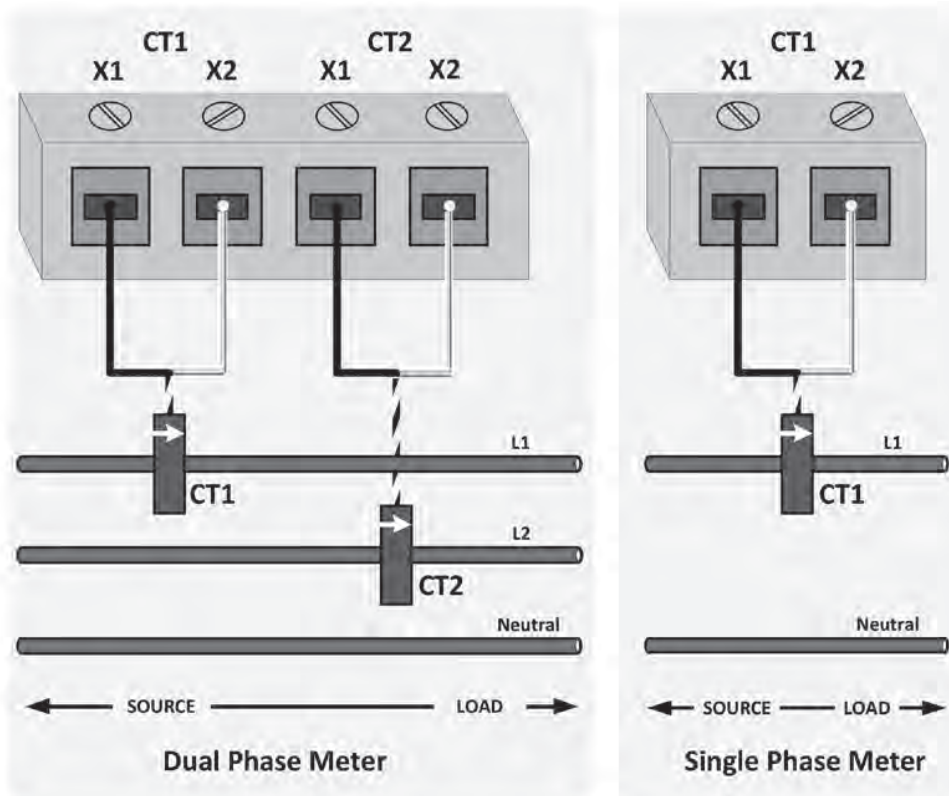 CT1 CT2
X1 X2 X1 X2
L1
CT1
L2
CT2
Neutral
SOURCE LOAD
Dual Phase Meter
CT1
X1 X2
L1
CT1
Neutral
SOURCE LOAD
Single Phase Meter